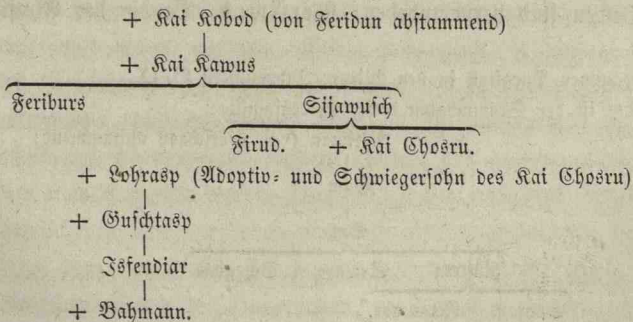 + Kai Kobod (von Feridun abstammend)
+ Kai Kawus
Feriburs Sijawusch
Firud. + Kai Chosru.
+ Lohrasp (Adoptiv- und Schwiegersohn des Kai Chosru)
+ Guschtasp
Isfendiar
+ Bahmann.